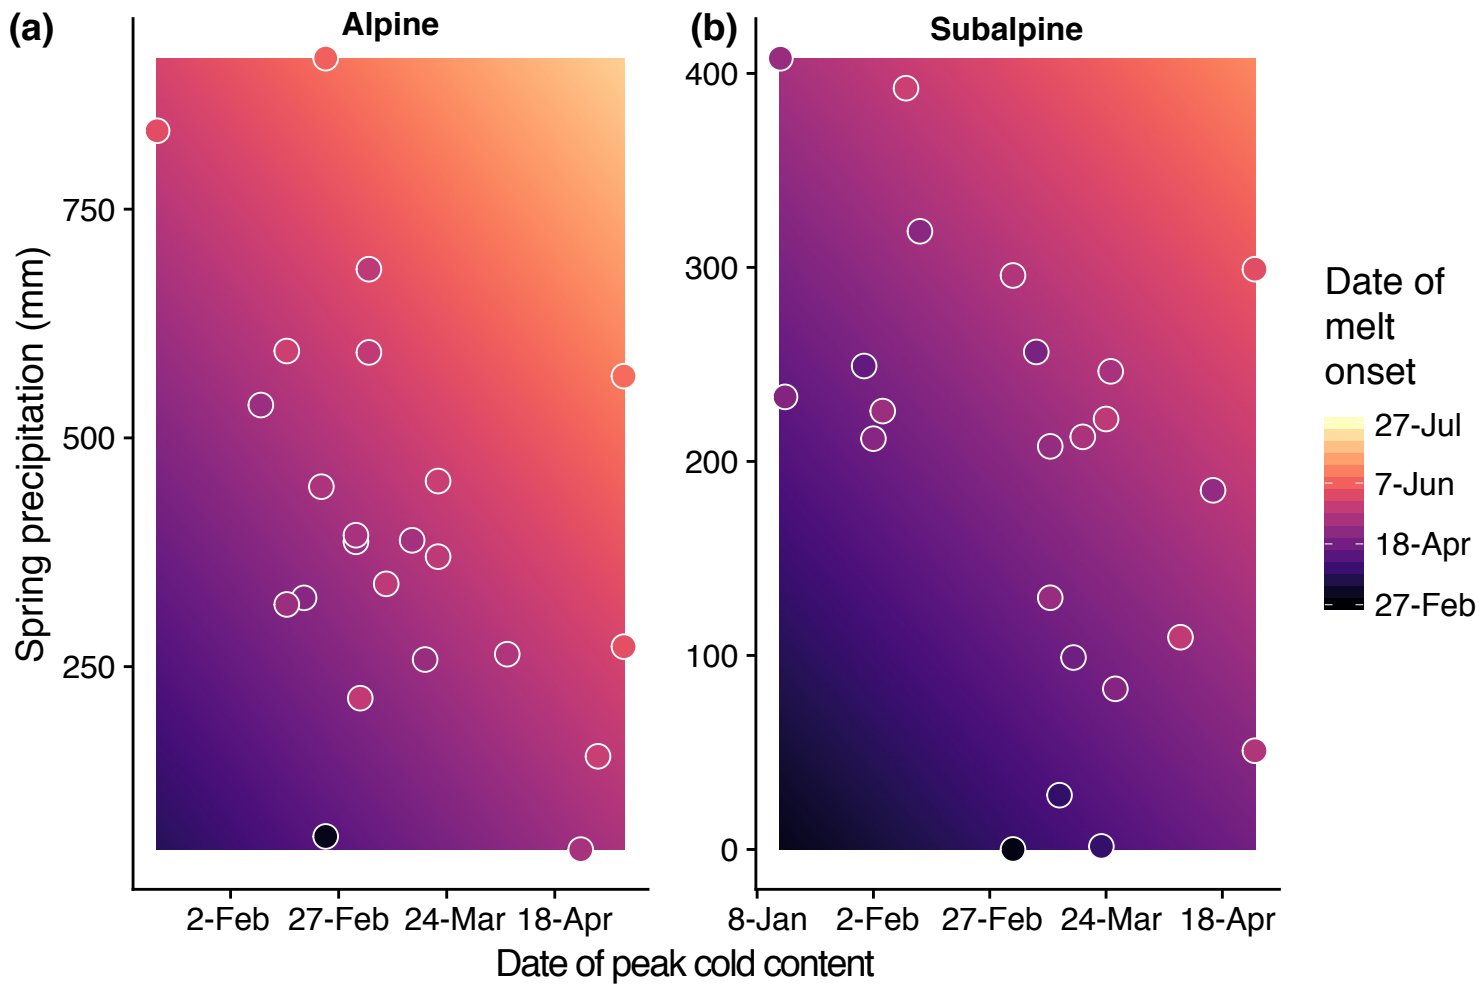 (a)
Alpine
(b)
Subalpine
Spring precipitation (mm)
750
500
250
2-Feb
27-Feb
24-Mar
18-Apr
400
300
200
100
0
8-Jan
2-Feb
27-Feb
24-Mar
18-Apr
Date of peak cold content
Date of
melt
onset
27-Jul
7-Jun
18-Apr
27-Feb